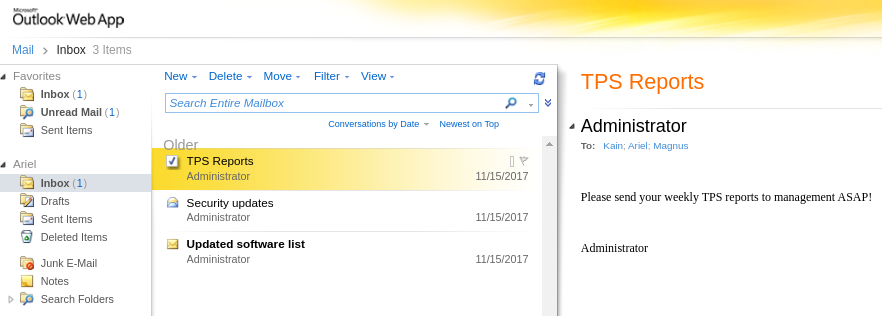 Microsoft
Outlook Web App
Mail > Inbox 3 Items
Favorites
Inbox (1)
Unread Mail (1)
Sent Items
Ariel
Inbox (1)
Drafts
Sent Items
Deleted Items
Junk E-Mail
Notes
Search Folders
New Delete Move Filter View
Search Entire Mailbox
Conversations by Date Newest on Top
Older
TPS Reports
Administrator 11/15/2017
Security updates
Administrator 11/15/2017
Updated software list
Administrator 11/15/2017
TPS Reports
Administrator
To: Kain; Ariel; Magnus
Please send your weekly TPS reports to management ASAP!
Administrator